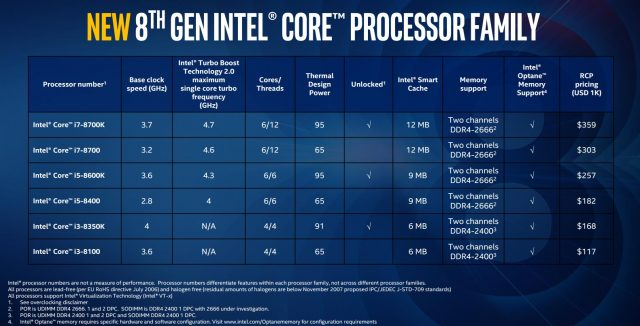 NEW 8TH GEN INTEL® CORE™ PROCESSOR FAMILY
Processor number¹ Base clock speed (GHz) Intel® Turbo Boost Technology 2.0 maximum single core turbo frequency (GHz) Cores/ Threads Thermal Design Power Unlocked¹ Intel® Smart Cache Memory support Intel® Optane™ Memory Support⁴ RCP pricing (USD 1K)
Intel® Core™ i7-8700K 3.7 4.7 6/12 95 √ 12 MB Two channels DDR4-2666² √ $359
Intel® Core™ i7-8700 3.2 4.6 6/12 65 12 MB Two channels DDR4-2666² √ $303
Intel® Core™ i5-8600K 3.6 4.3 6/6 95 √ 9 MB Two channels DDR4-2666² √ $257
Intel® Core™ i5-8400 2.8 4 6/6 65 9 MB Two channels DDR4-2666² √ $182
Intel® Core™ i3-8350K 4 N/A 4/4 91 √ 6 MB Two channels DDR4-2400³ √ $168
Intel® Core™ i3-8100 3.6 N/A 4/4 65 6 MB Two channels DDR4-2400³ √ $117
Intel® processor numbers are not a measure of performance. Processor numbers differentiate features within each processor family, not across different processor families.
All processors are lead-free (per EU RoHS directive July 2006) and halogen free (residual amounts of halogens are below November 2007 proposed IPC/JEDEC J-STD-709 standards)
All processors support Intel® Virtualization Technology (Intel® VT-x)
1. See overclocking disclaimer
2. POR is UDIMM DDR4 2666, 1 and 2 DPC. SODIMM is DDR4 2400 1 DPC with 2666 under investigation.
3. POR is UDIMM DDR4 2400 1 and 2 DPC and SODIMM DDR4 2400 1 DPC.
4. Intel® Optane™ memory requires specific hardware and software configuration. Visit www.intel.com/Optanememory for configuration requirements